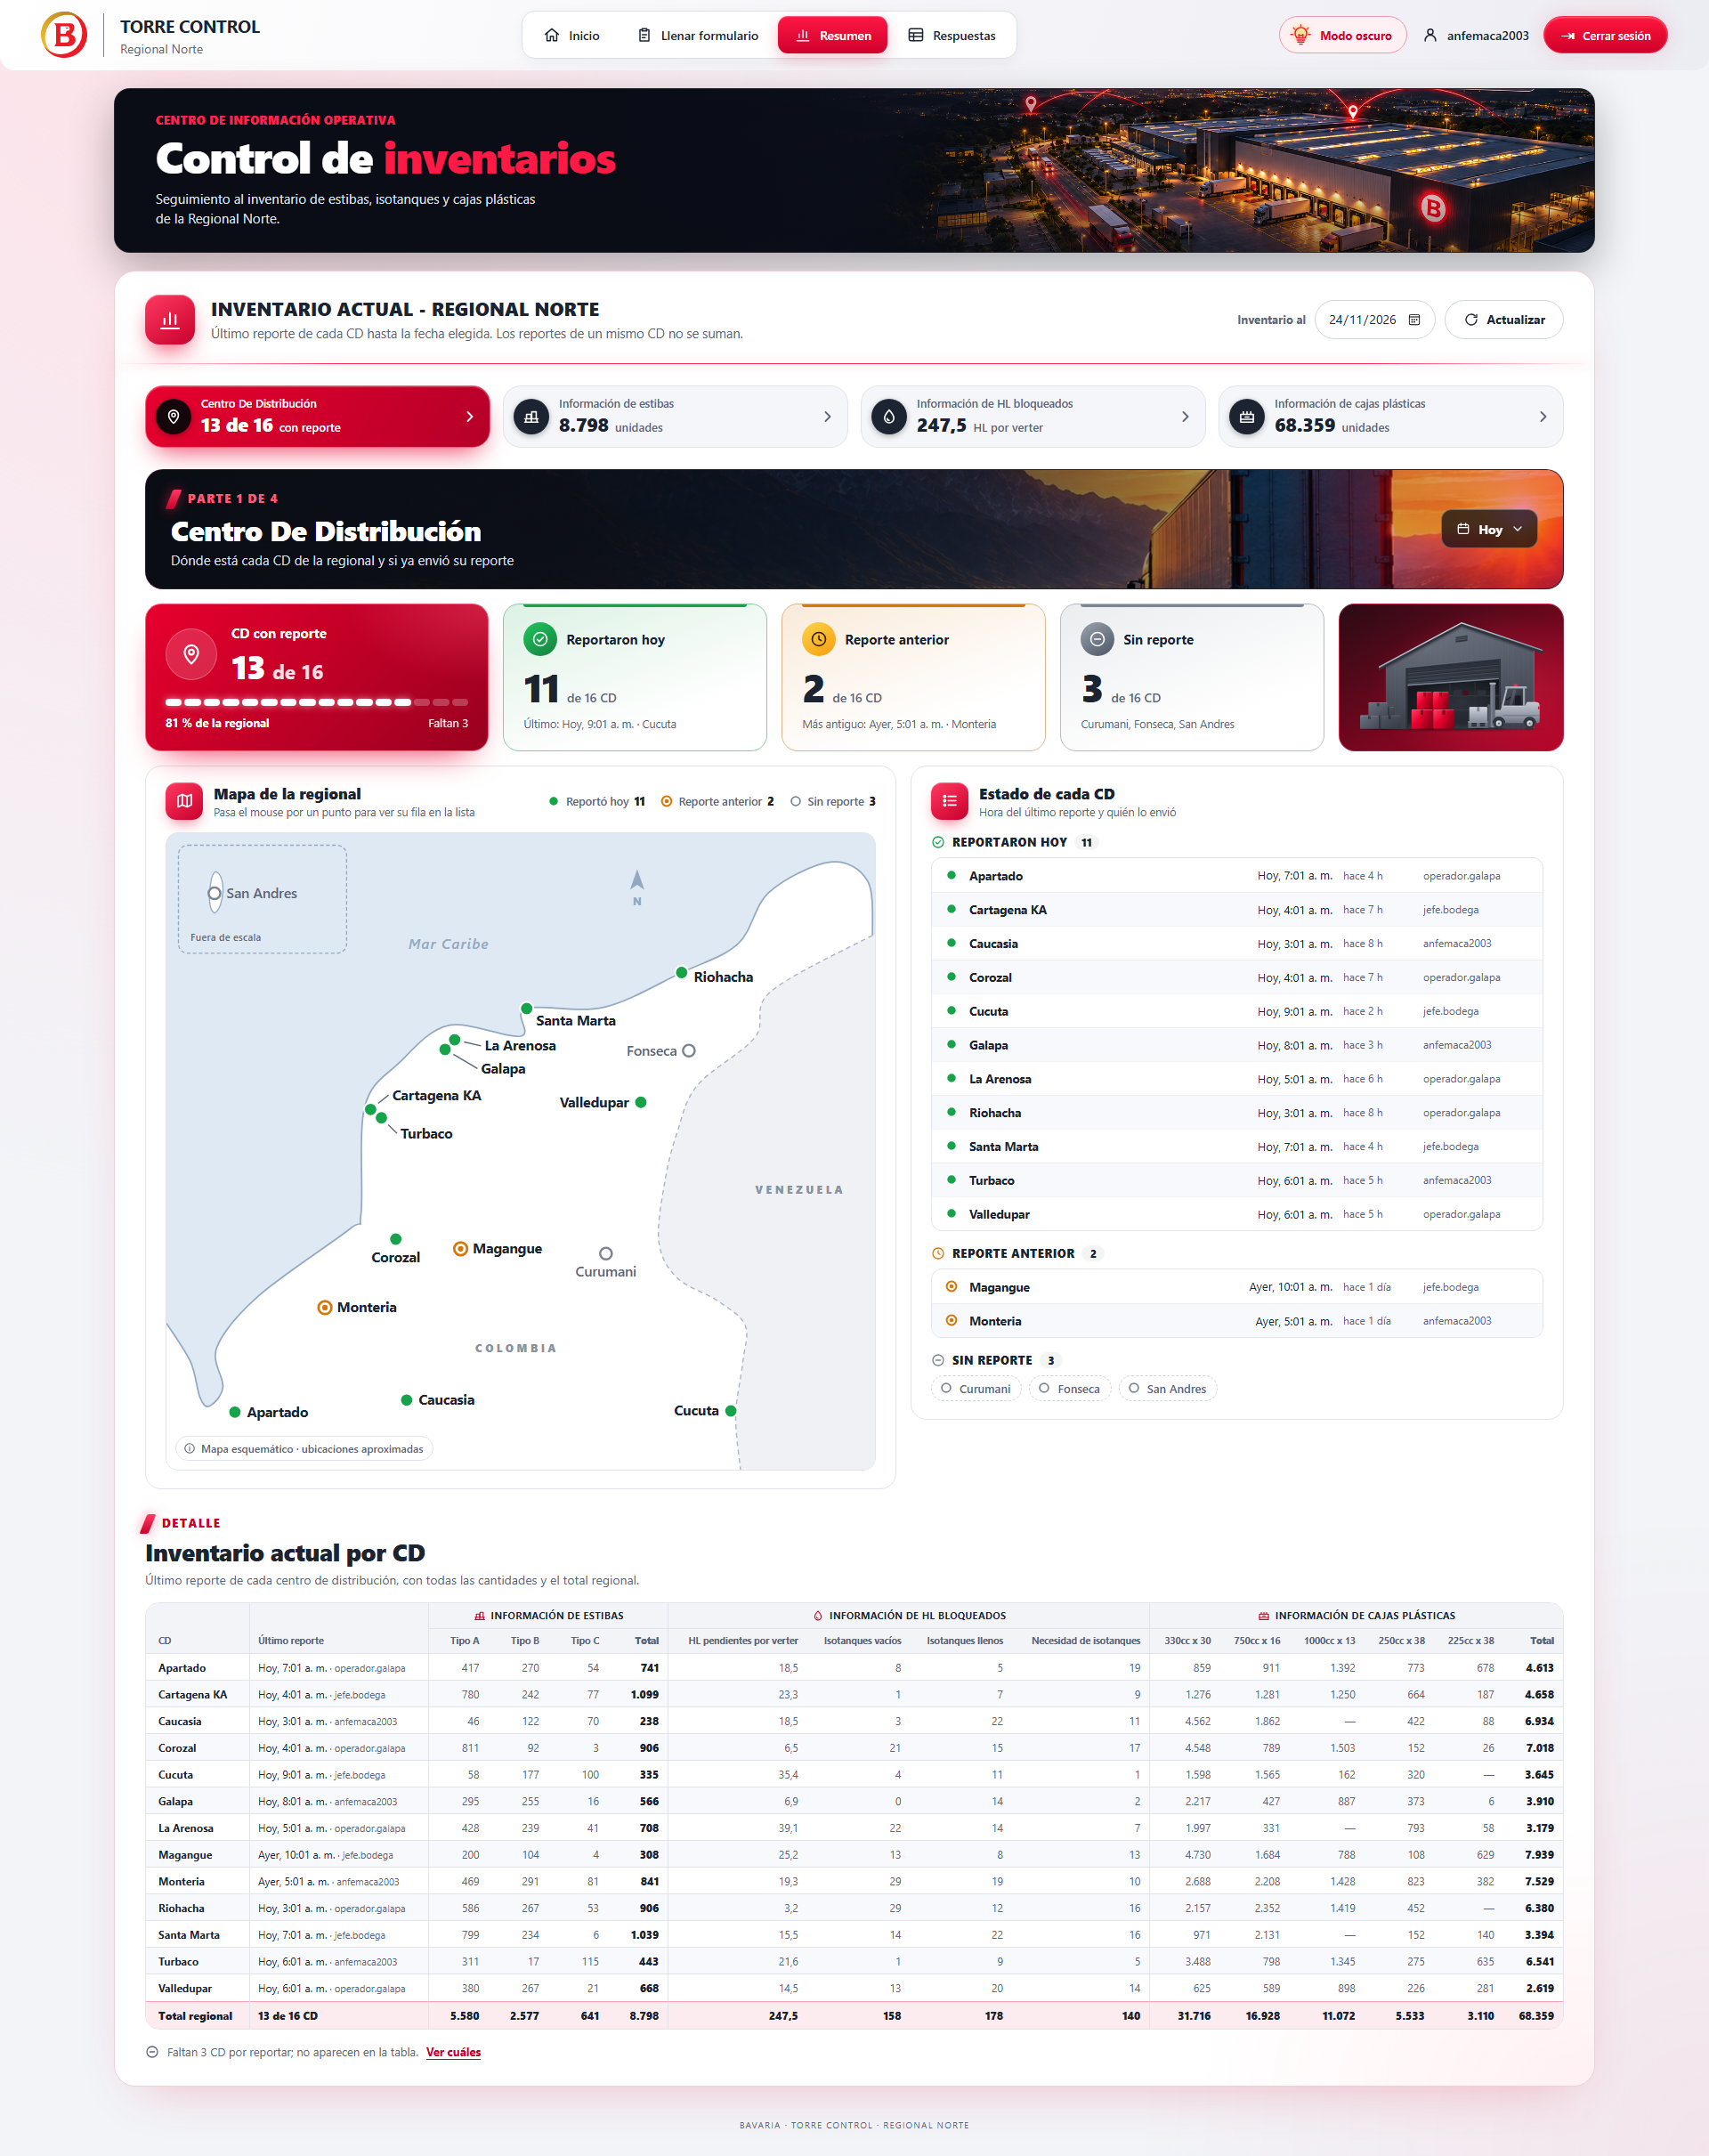 B
TORRE CONTROL
Regional Norte
Inicio
Llenar formulario
Resumen
Respuestas
Modo oscuro
anfemaca2003
Cerrar sesión
CENTRO DE INFORMACIÓN OPERATIVA
Control de inventarios
Seguimiento al inventario de estibas, isotanques y cajas plásticas
de la Regional Norte.
B
INVENTARIO ACTUAL - REGIONAL NORTE
Último reporte de cada CD hasta la fecha elegida. Los reportes de un mismo CD no se suman.
Inventario al
24/11/2026
Actualizar
Centro De Distribución
13 de 16 con reporte
Información de estibas
8.798 unidades
Información de HL bloqueados
247,5 HL por verter
Información de cajas plásticas
68.359 unidades
PARTE 1 DE 4
Centro De Distribución
Dónde está cada CD de la regional y si ya envió su reporte
Hoy
CD con reporte
13 de 16
81 % de la regional
Faltan 3
Reportaron hoy
11 de 16 CD
Último: Hoy, 9:01 a. m. · Cucuta
Reporte anterior
2 de 16 CD
Más antiguo: Ayer, 5:01 a. m. · Monteria
Sin reporte
3 de 16 CD
Curumani, Fonseca, San Andres
Mapa de la regional
Pasa el mouse por un punto para ver su fila en la lista
Reportó hoy 11
Reporte anterior 2
Sin reporte 3
San Andres
Fuera de escala
N
Mar Caribe
Riohacha
Santa Marta
La Arenosa
Fonseca
Galapa
Cartagena KA
Valledupar
Turbaco
VENEZUELA
Corozal
Magangue
Curumani
Monteria
COLOMBIA
Caucasia
Apartado
Cucuta
Mapa esquemático · ubicaciones aproximadas
Estado de cada CD
Hora del último reporte y quién lo envió
REPORTARON HOY 11
Apartado Hoy, 7:01 a. m. hace 4 h operador.galapa
Cartagena KA Hoy, 4:01 a. m. hace 7 h jefe.bodega
Caucasia Hoy, 3:01 a. m. hace 8 h anfemaca2003
Corozal Hoy, 4:01 a. m. hace 7 h operador.galapa
Cucuta Hoy, 9:01 a. m. hace 2 h jefe.bodega
Galapa Hoy, 8:01 a. m. hace 3 h anfemaca2003
La Arenosa Hoy, 5:01 a. m. hace 6 h operador.galapa
Riohacha Hoy, 3:01 a. m. hace 8 h operador.galapa
Santa Marta Hoy, 7:01 a. m. hace 4 h jefe.bodega
Turbaco Hoy, 6:01 a. m. hace 5 h anfemaca2003
Valledupar Hoy, 6:01 a. m. hace 5 h operador.galapa
REPORTE ANTERIOR 2
Magangue Ayer, 10:01 a. m. hace 1 día jefe.bodega
Monteria Ayer, 5:01 a. m. hace 1 día anfemaca2003
SIN REPORTE 3
Curumani
Fonseca
San Andres
DETALLE
Inventario actual por CD
Último reporte de cada centro de distribución, con todas las cantidades y el total regional.
INFORMACIÓN DE ESTIBAS INFORMACIÓN DE HL BLOQUEADOS INFORMACIÓN DE CAJAS PLÁSTICAS
CD Último reporte Tipo A Tipo B Tipo C Total HL pendientes por verter Isotanques vacíos Isotanques llenos Necesidad de isotanques 330cc x 30 750cc x 16 1000cc x 13 250cc x 38 225cc x 38 Total
Apartado Hoy, 7:01 a. m. · operador.galapa 417 270 54 741 18,5 8 5 19 859 911 1.392 773 678 4.613
Cartagena KA Hoy, 4:01 a. m. · jefe.bodega 780 242 77 1.099 23,3 1 7 9 1.276 1.281 1.250 664 187 4.658
Caucasia Hoy, 3:01 a. m. · anfemaca2003 46 122 70 238 18,5 3 22 11 4.562 1.862 — 422 88 6.934
Corozal Hoy, 4:01 a. m. · operador.galapa 811 92 3 906 6,5 21 15 17 4.548 789 1.503 152 26 7.018
Cucuta Hoy, 9:01 a. m. · jefe.bodega 58 177 100 335 35,4 4 11 1 1.598 1.565 162 320 — 3.645
Galapa Hoy, 8:01 a. m. · anfemaca2003 295 255 16 566 6,9 0 14 2 2.217 427 887 373 6 3.910
La Arenosa Hoy, 5:01 a. m. · operador.galapa 428 239 41 708 39,1 22 14 7 1.997 331 — 793 58 3.179
Magangue Ayer, 10:01 a. m. · jefe.bodega 200 104 4 308 25,2 13 8 13 4.730 1.684 788 108 629 7.939
Monteria Ayer, 5:01 a. m. · anfemaca2003 469 291 81 841 19,3 29 19 10 2.688 2.208 1.428 823 382 7.529
Riohacha Hoy, 3:01 a. m. · operador.galapa 586 267 53 906 3,2 29 12 16 2.157 2.352 1.419 452 — 6.380
Santa Marta Hoy, 7:01 a. m. · jefe.bodega 799 234 6 1.039 15,5 14 22 16 971 2.131 — 152 140 3.394
Turbaco Hoy, 6:01 a. m. · anfemaca2003 311 17 115 443 21,6 1 9 5 3.488 798 1.345 275 635 6.541
Valledupar Hoy, 6:01 a. m. · operador.galapa 380 267 21 668 14,5 13 20 14 625 589 898 226 281 2.619
Total regional 13 de 16 CD 5.580 2.577 641 8.798 247,5 158 178 140 31.716 16.928 11.072 5.533 3.110 68.359
Faltan 3 CD por reportar; no aparecen en la tabla. Ver cuáles
BAVARIA · TORRE CONTROL · REGIONAL NORTE